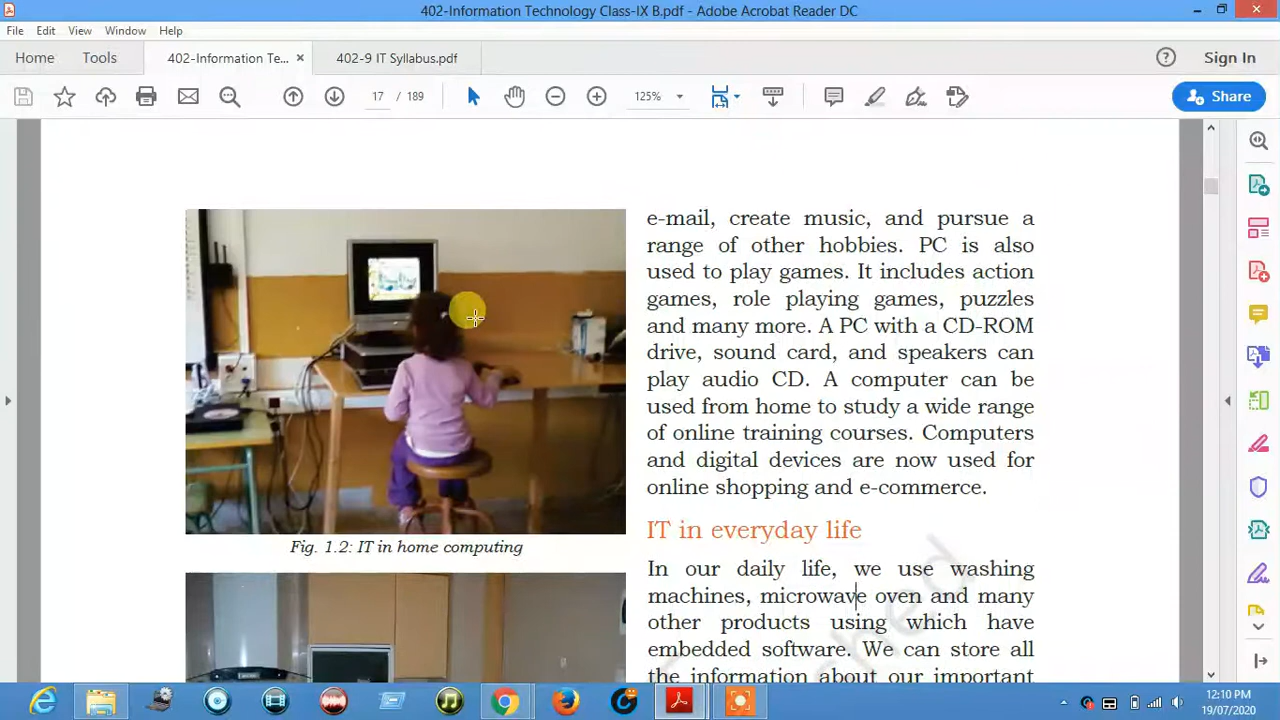 402-Information Technology Class-IX B.pdf - Adobe Acrobat Reader DC
File Edit View Window Help
Home Tools 402-Information Te... × 402-9 IT Syllabus.pdf Sign In
17 / 189 125% Share
e-mail, create music, and pursue a
range of other hobbies. PC is also
used to play games. It includes action
games, role playing games, puzzles
and many more. A PC with a CD-ROM
drive, sound card, and speakers can
play audio CD. A computer can be
used from home to study a wide range
of online training courses. Computers
and digital devices are now used for
online shopping and e-commerce.
Fig. 1.2: IT in home computing
IT in everyday life
In our daily life, we use washing
machines, microwave oven and many
other products using which have
embedded software. We can store all
the information about our important
12:10 PM
19/07/2020